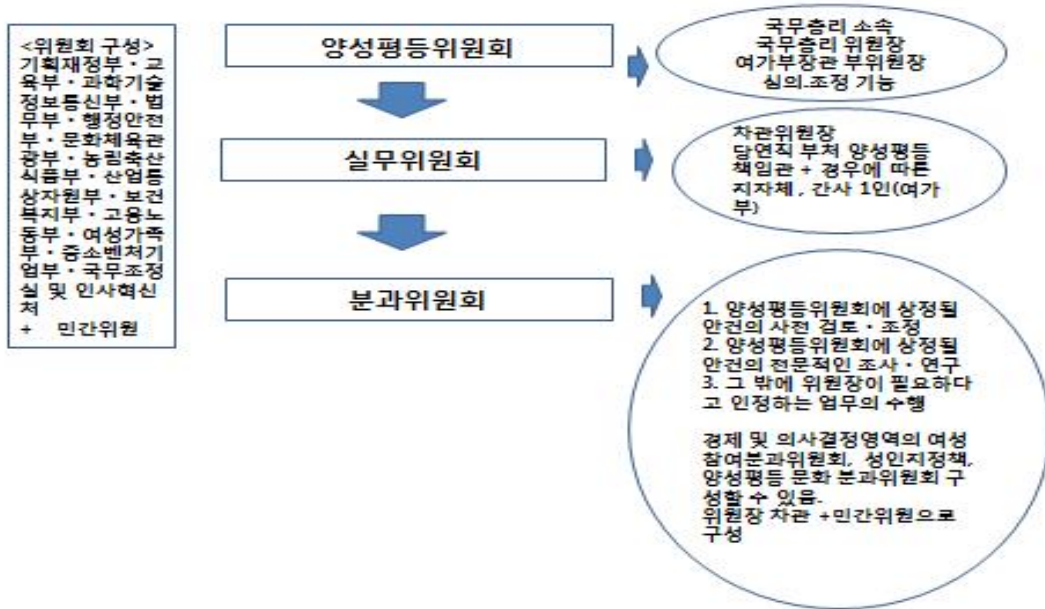 <위원회 구성>
기획재정부·교
육부·과학기술
정보통신부·법
무부·행정안전
부·문화체육관
광부·농림축산
식품부·산업통
상자원부·보건
복지부·고용노
동부·여성가족
부·중소벤처기
업부·국무조정
실 및 인사혁신
처
+ 민간위원
양성평등위원회
국무총리 소속
국무총리 위원장
여가부장관 부위원장
심의.조정 기능
실무위원회
차관위원장
당연직 부처 양성평등
책임관 + 경우에 따른
지자체, 간사 1인(여가
부)
분과위원회
1. 양성평등위원회에 상정될
안건의 사전 검토·조정
2. 양성평등위원회에 상정될
안건의 전문적인 조사·연구
3. 그 밖에 위원장이 필요하다
고 인정하는 업무의 수행
경제 및 의사결정영역의 여성
참여분과위원회, 성인지정책,
양성평등 문화 분과위원회 구
성할 수 있음.
위원장 차관 +민간위원으로
구성